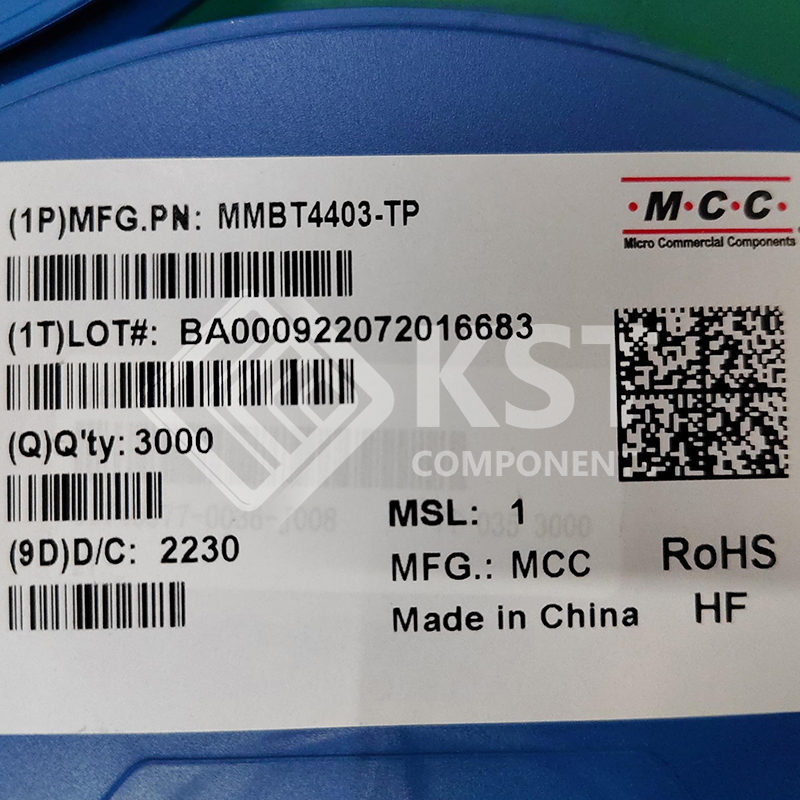 (1P)MFG.PN: MMBT4403-TP
·M·C·C·
Micro Commercial Components
(1T)LOT#: BA000922072016683
KST
COMPONENT
(Q)Q'ty: 3000
MSL: 1
(9D)D/C: 2230
MFG.: MCC
RoHS
Made in China
HF